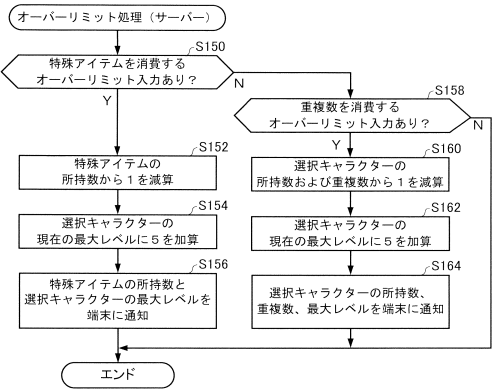 オーバーリミット処理（サーバー）
S150
特殊アイテムを消費する
オーバーリミット入力あり？
Y
N
S158
重複数を消費する
オーバーリミット入力あり？
Y
N
S152
特殊アイテムの
所持数から１を減算
S160
選択キャラクターの
所持数および重複数から１を減算
S154
選択キャラクターの
現在の最大レベルに５を加算
S162
選択キャラクターの
現在の最大レベルに５を加算
S156
特殊アイテムの所持数と
選択キャラクターの最大レベルを
端末に通知
S164
選択キャラクターの所持数、
重複数、最大レベルを端末に通知
エンド